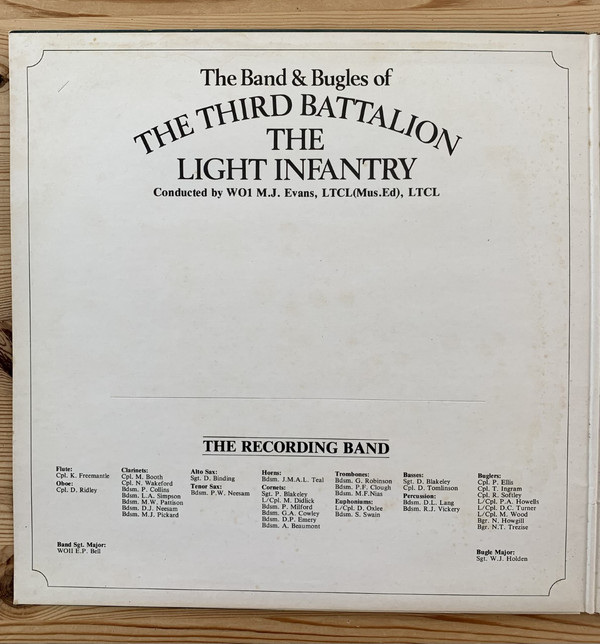 The Band & Bugles of
THE THIRD BATTALION
THE
LIGHT INFANTRY
Conducted by WO1 M.J. Evans, LTCL(Mus.Ed), LTCL
THE RECORDING BAND
Flute:
Cpl. K. Freemantle
Oboe:
Cpl. D. Ridley
Clarinets:
Cpl. M. Booth
Cpl. N. Wakeford
Bdsm. P. Collins
Bdsm. L.A. Simpson
Bdsm. M.W. Pattison
Bdsm. D.J. Neesam
Bdsm. M.J. Pickard
Alto Sax:
Sgt. D. Binding
Tenor Sax:
Bdsm. P.W. Neesam
Horn:
Bdsm. J.M.A.L. Teal
Cornets:
Sgt. P. Blakeley
L/Cpl. M. Didlick
Bdsm. P. Milford
Bdsm. G.A. Cowley
Bdsm. D.P. Emery
Bdsm. A. Beaumont
Trombones:
Bdsm. G. Robinson
Bdsm. P.F. Clough
Bdsm. M.F.Nias
Euphoniums:
L/Cpl. D. Oxlee
Bdsm. S. Swain
Basses:
Sgt. D. Blakeley
Cpl. D. Tomlinson
Percussion:
Bdsm. D.L. Lang
Bdsm. R.J. Vickery
Buglers:
Cpl. P. Ellis
Cpl. T. Ingram
Cpl. R. Softley
L/Cpl. P.A. Howells
L/Cpl. D.C. Turner
L/Cpl. M. Wood
Bgr. N. Howgill
Bgr. N.T. Trezise
Band Sgt. Major:
WOII E.P. Bell
Bugle Major:
Sgt. W.J. Holden